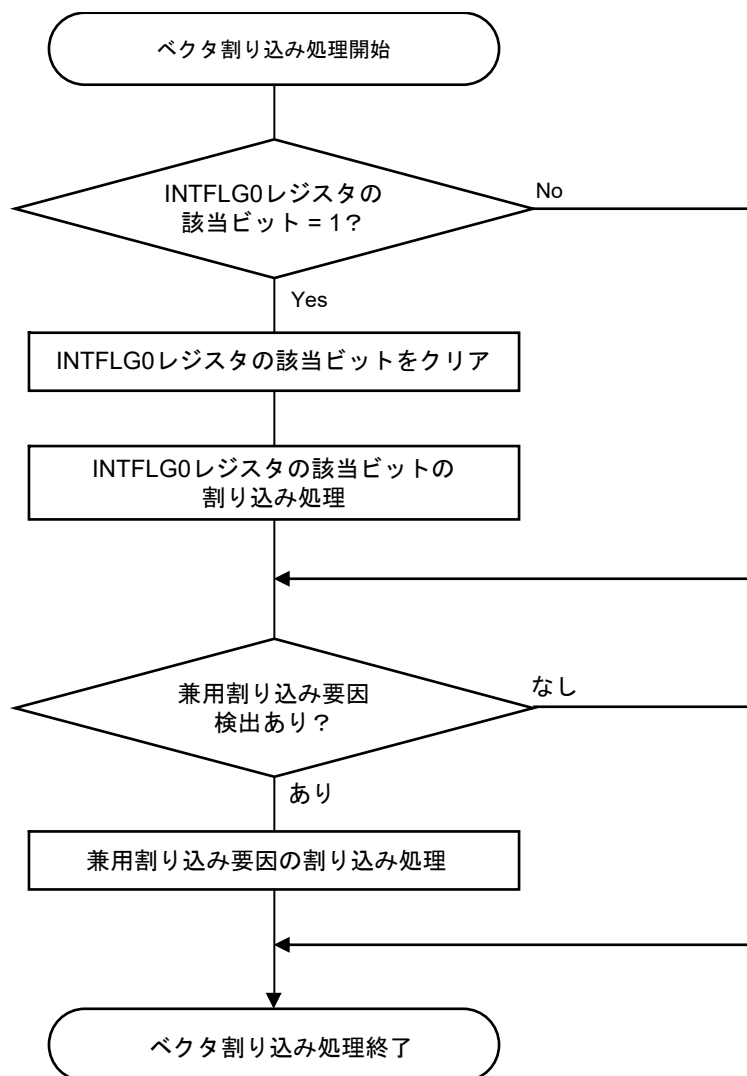 ベクタ割り込み処理開始
INTFLG0レジスタの
該当ビット = 1？
No
Yes
INTFLG0レジスタの該当ビットをクリア
INTFLG0レジスタの該当ビットの
割り込み処理
兼用割り込み要因
検出あり？
なし
あり
兼用割り込み要因の割り込み処理
ベクタ割り込み処理終了